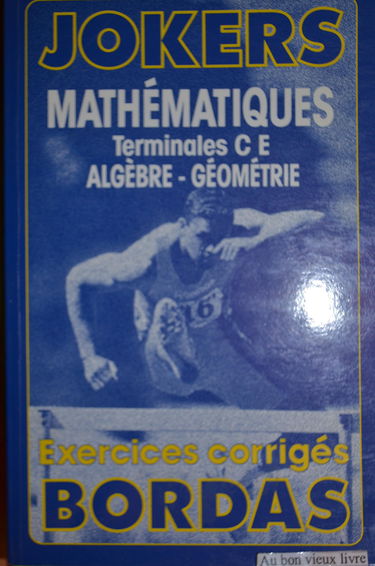 JOKERS
MATHÉMATIQUES
Terminales C E
ALGÈBRE - GÉOMÉTRIE
16
Exercices corrigés
BORDAS
Au bon vieux livre